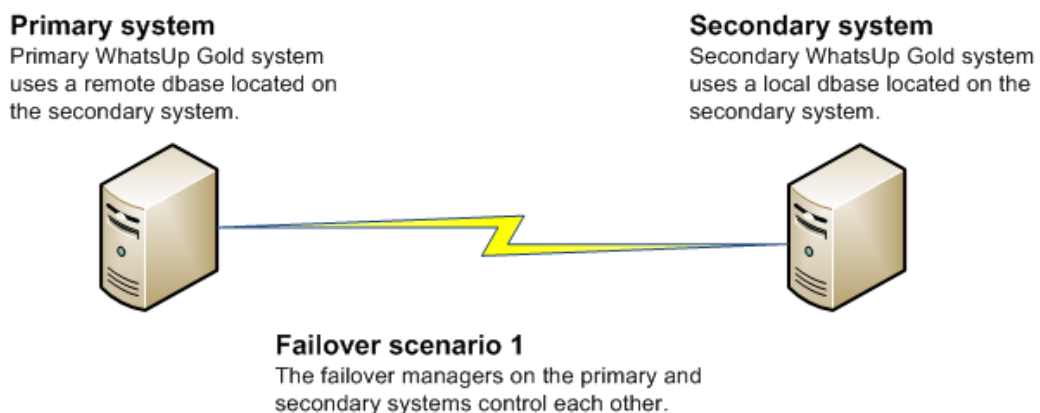 Primary system
Primary WhatsUp Gold system
uses a remote dbase located on
the secondary system.
Secondary system
Secondary WhatsUp Gold system
uses a local dbase located on the
secondary system.
Failover scenario 1
The failover managers on the primary and
secondary systems control each other.